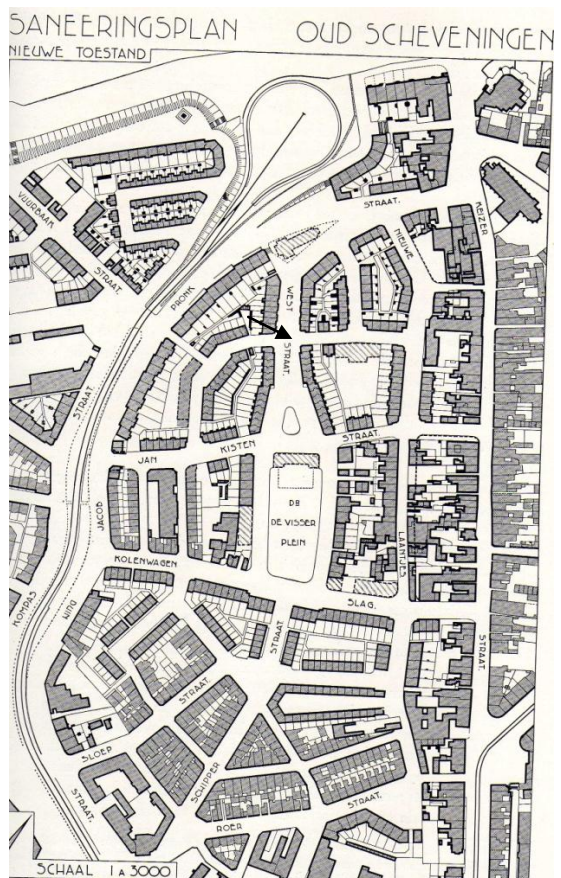 SANEERINGSPLAN OUD SCHEVENINGEN
NIEUWE TOESTAND
VUURBAAK
STRAAT.
STRAAT.
KEIZER
NIEUWE
PRONK
WEST
STRAAT.
STRAAT
KISTEN
STRAAT.
JAN
JACOB
DR
DE VISSER
PLEIN
LAANTJES
KOLENWAGEN
KOMPAS
WING
SLAG.
STRAAT
STRAAT.
STRAAT.
SLOEP
SCHIPPER
STRAAT.
STRAAT.
ROER
SCHAAL 1 A 3000